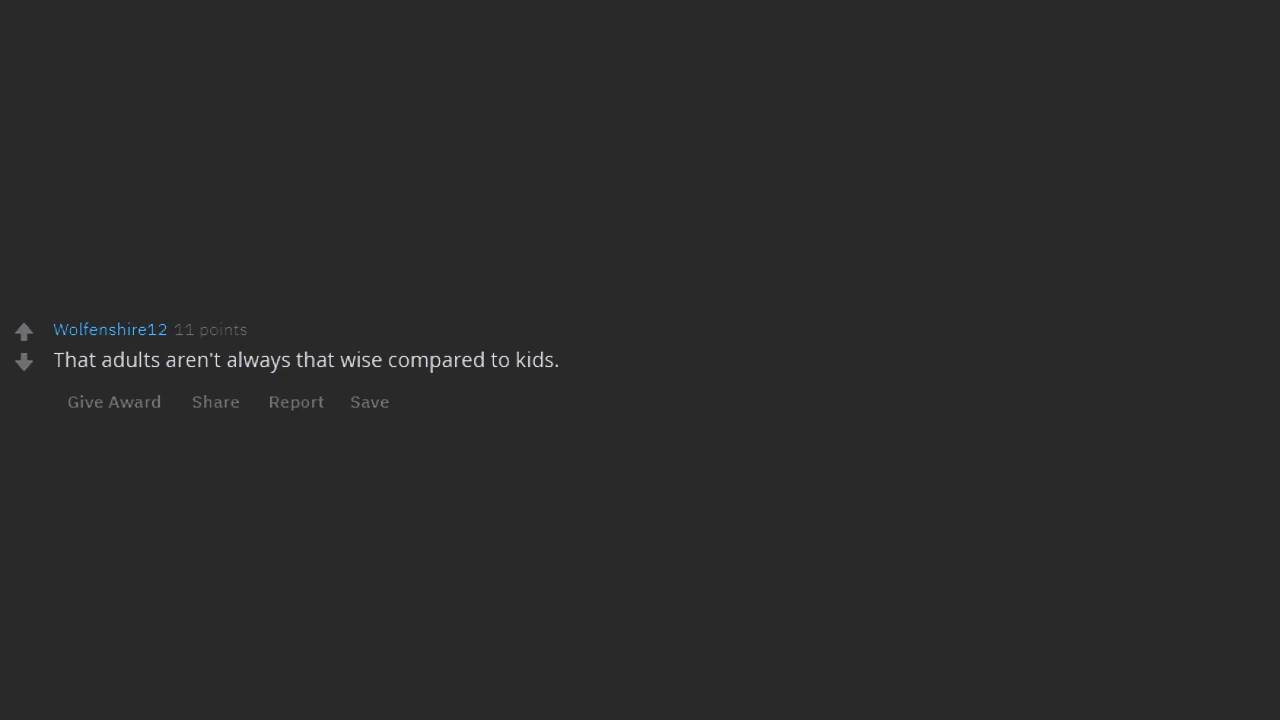 Wolfenshire12 11 points
That adults aren't always that wise compared to kids.
Give Award Share Report Save